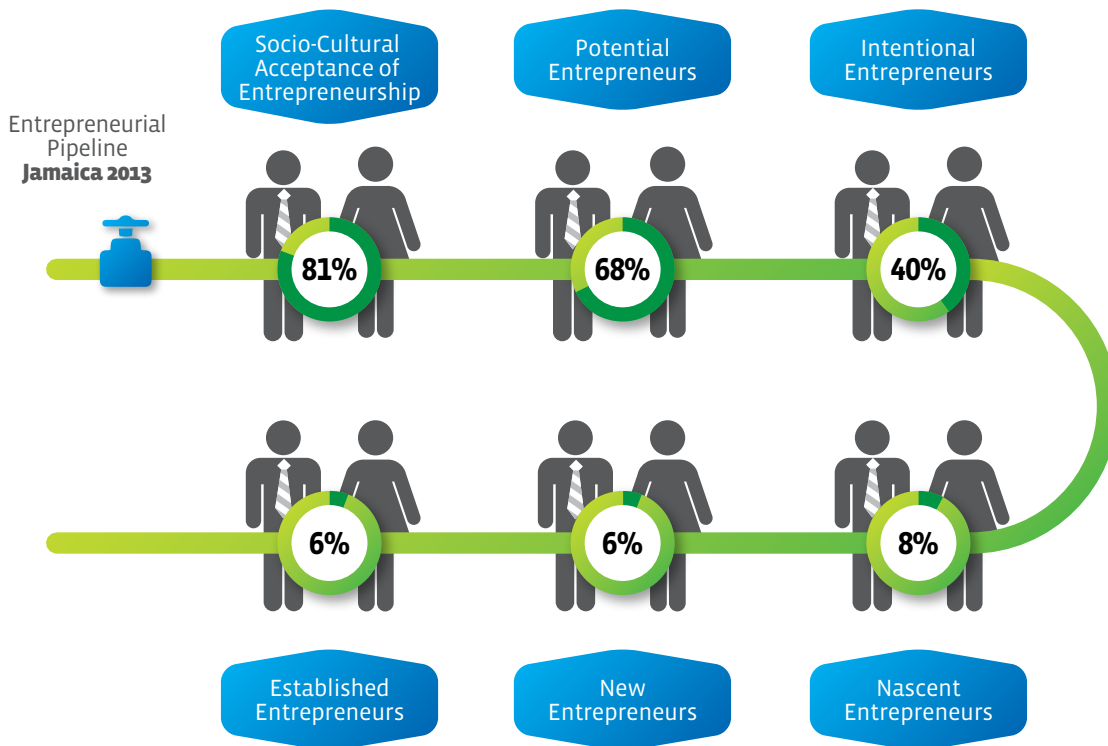 Entrepreneurial
Pipeline
Jamaica 2013
Socio-Cultural
Acceptance of
Entrepreneurship
Potential
Entrepreneurs
Intentional
Entrepreneurs
81%
68%
40%
6%
6%
8%
Established
Entrepreneurs
New
Entrepreneurs
Nascent
Entrepreneurs